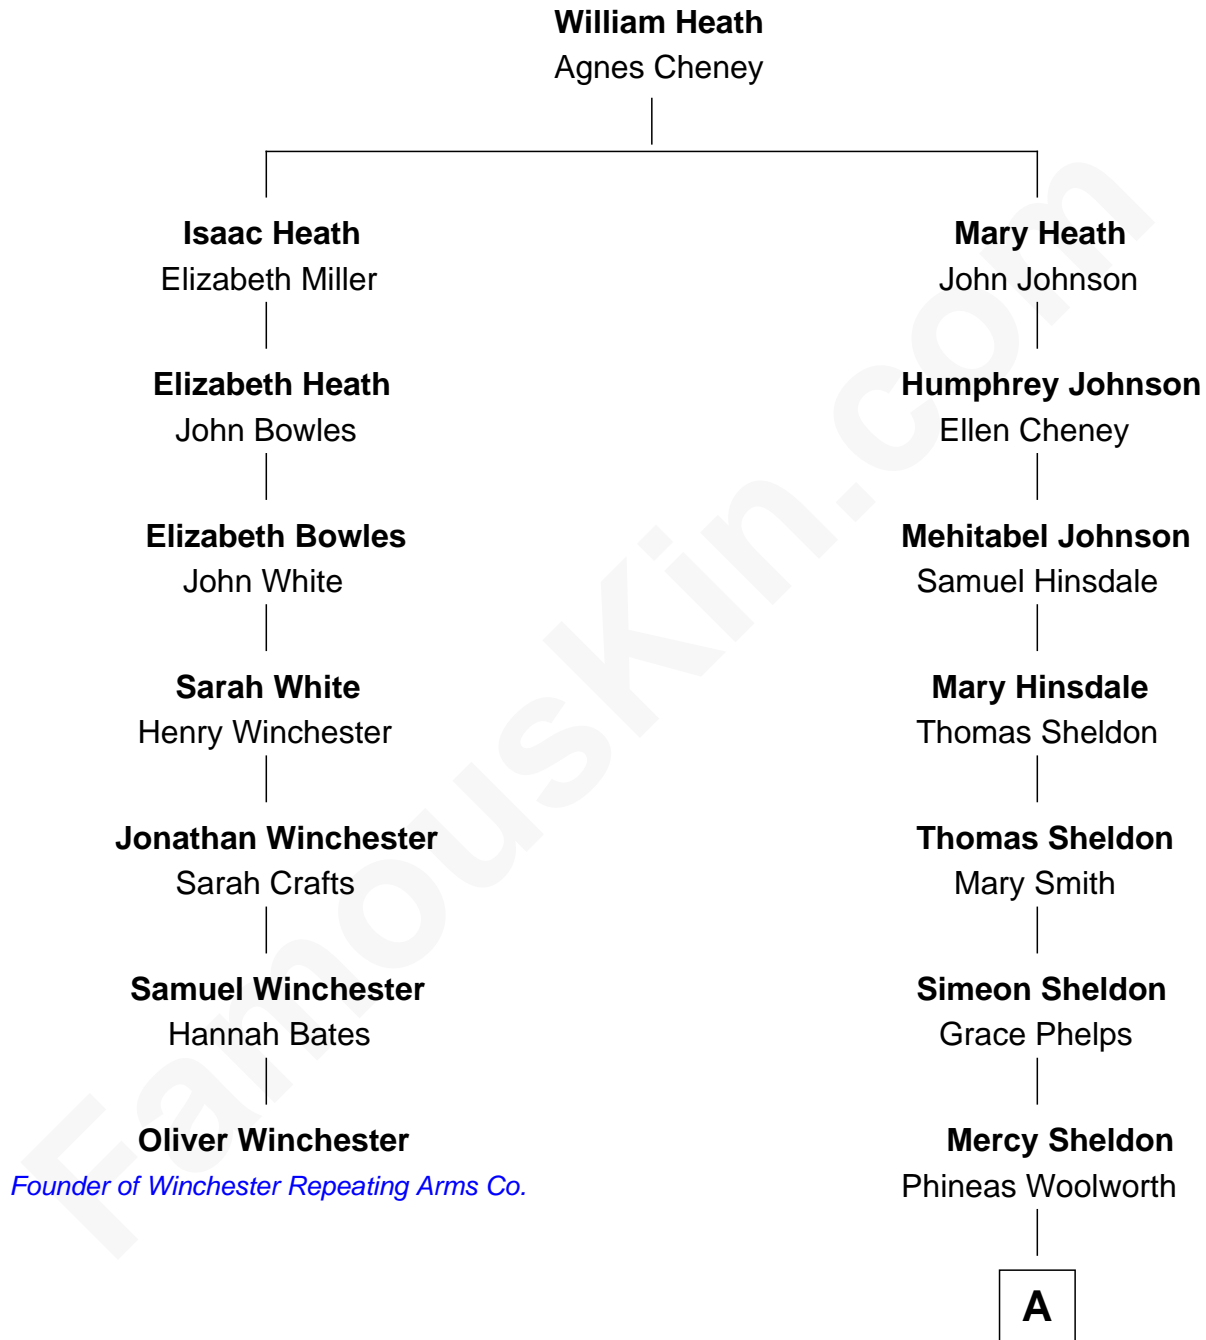 William Heath
Agnes Cheney
Isaac Heath
Elizabeth Miller
Mary Heath
John Johnson
Elizabeth Heath
John Bowles
Humphrey Johnson
Ellen Cheney
Elizabeth Bowles
John White
Mehitabel Johnson
Samuel Hinsdale
Sarah White
Henry Winchester
Mary Hinsdale
Thomas Sheldon
Jonathan Winchester
Sarah Crafts
Thomas Sheldon
Mary Smith
Samuel Winchester
Hannah Bates
Simeon Sheldon
Grace Phelps
Oliver Winchester
Founder of Winchester Repeating Arms Co.
Mercy Sheldon
Phineas Woolworth
A
FamousKin.com